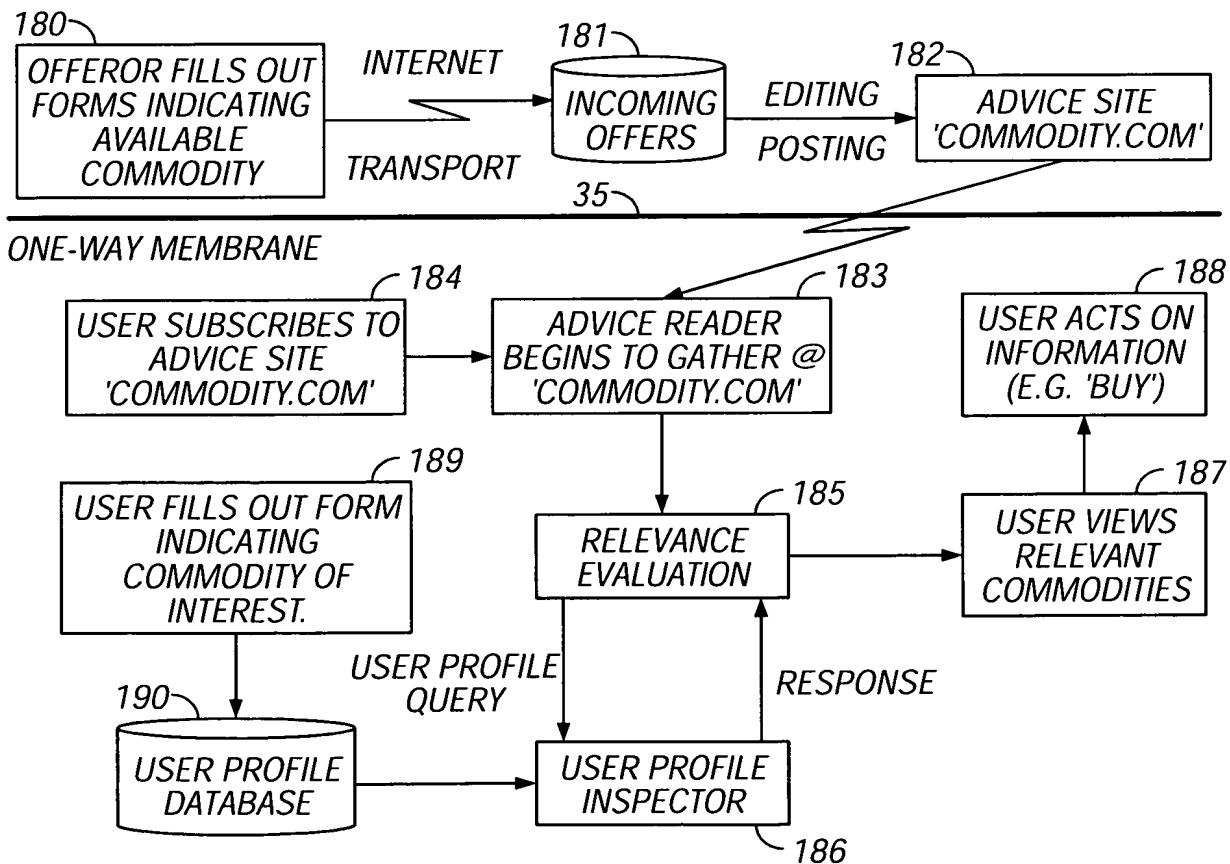 180
OFFEROR FILLS OUT
FORMS INDICATING
AVAILABLE
COMMODITY
INTERNET
TRANSPORT
181
INCOMING
OFFERS
EDITING
POSTING
182
ADVICE SITE
'COMMODITY.COM'
35
ONE-WAY MEMBRANE
184
USER SUBSCRIBES TO
ADVICE SITE
'COMMODITY.COM'
183
ADVICE READER
BEGINS TO GATHER @
'COMMODITY.COM'
188
USER ACTS ON
INFORMATION
(E.G. 'BUY')
189
USER FILLS OUT FORM
INDICATING
COMMODITY OF
INTEREST.
185
RELEVANCE
EVALUATION
187
USER VIEWS
RELEVANT
COMMODITIES
USER PROFILE
QUERY
RESPONSE
190
USER PROFILE
DATABASE
USER PROFILE
INSPECTOR
186